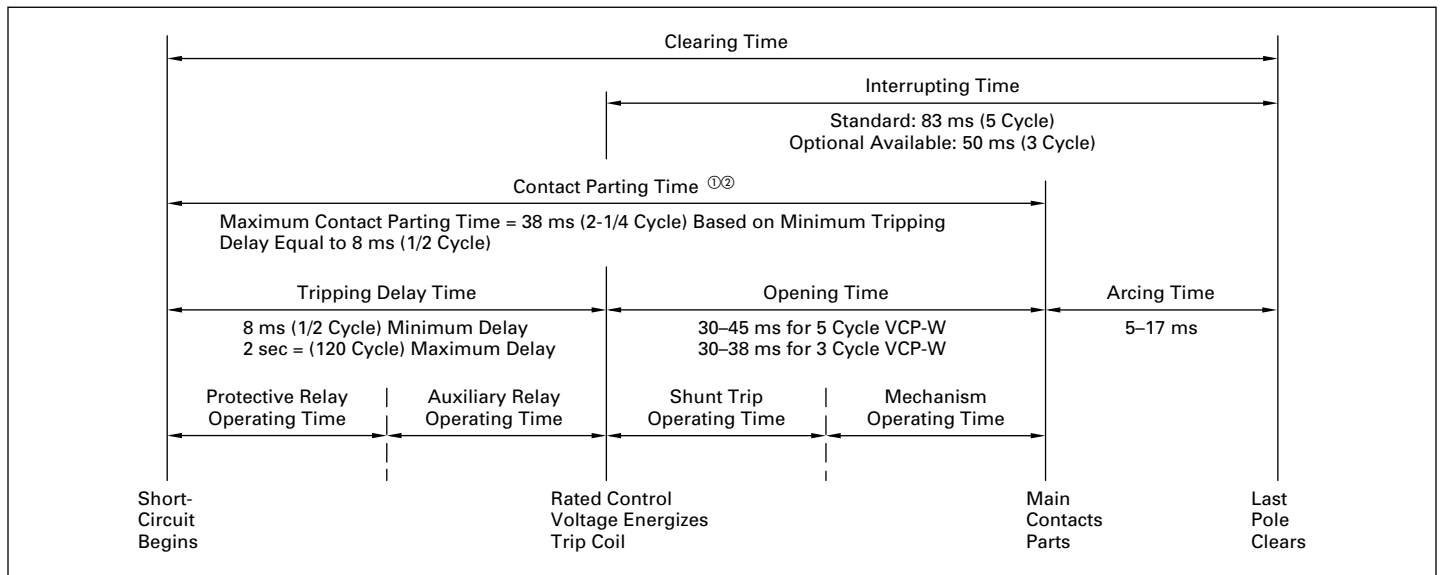 Clearing Time
Interrupting Time
Standard: 83 ms (5 Cycle)
Optional Available: 50 ms (3 Cycle)
Contact Parting Time ①②
Maximum Contact Parting Time = 38 ms (2-1/4 Cycle) Based on Minimum Tripping
Delay Equal to 8 ms (1/2 Cycle)
Tripping Delay Time
8 ms (1/2 Cycle) Minimum Delay
2 sec = (120 Cycle) Maximum Delay
Opening Time
30–45 ms for 5 Cycle VCP-W
30–38 ms for 3 Cycle VCP-W
Arcing Time
5–17 ms
Protective Relay
Operating Time
Auxiliary Relay
Operating Time
Shunt Trip
Operating Time
Mechanism
Operating Time
Short-
Circuit
Begins
Rated Control
Voltage Energizes
Trip Coil
Main
Contacts
Parts
Last
Pole
Clears